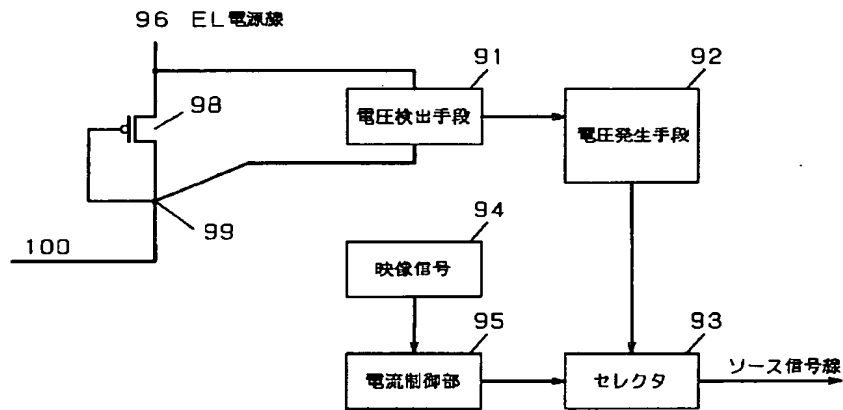 96 EL電源線
91
92
98
電圧検出手段
電圧発生手段
99
94
100
映像信号
95
93
電流制御部
セレクタ
ソース信号線